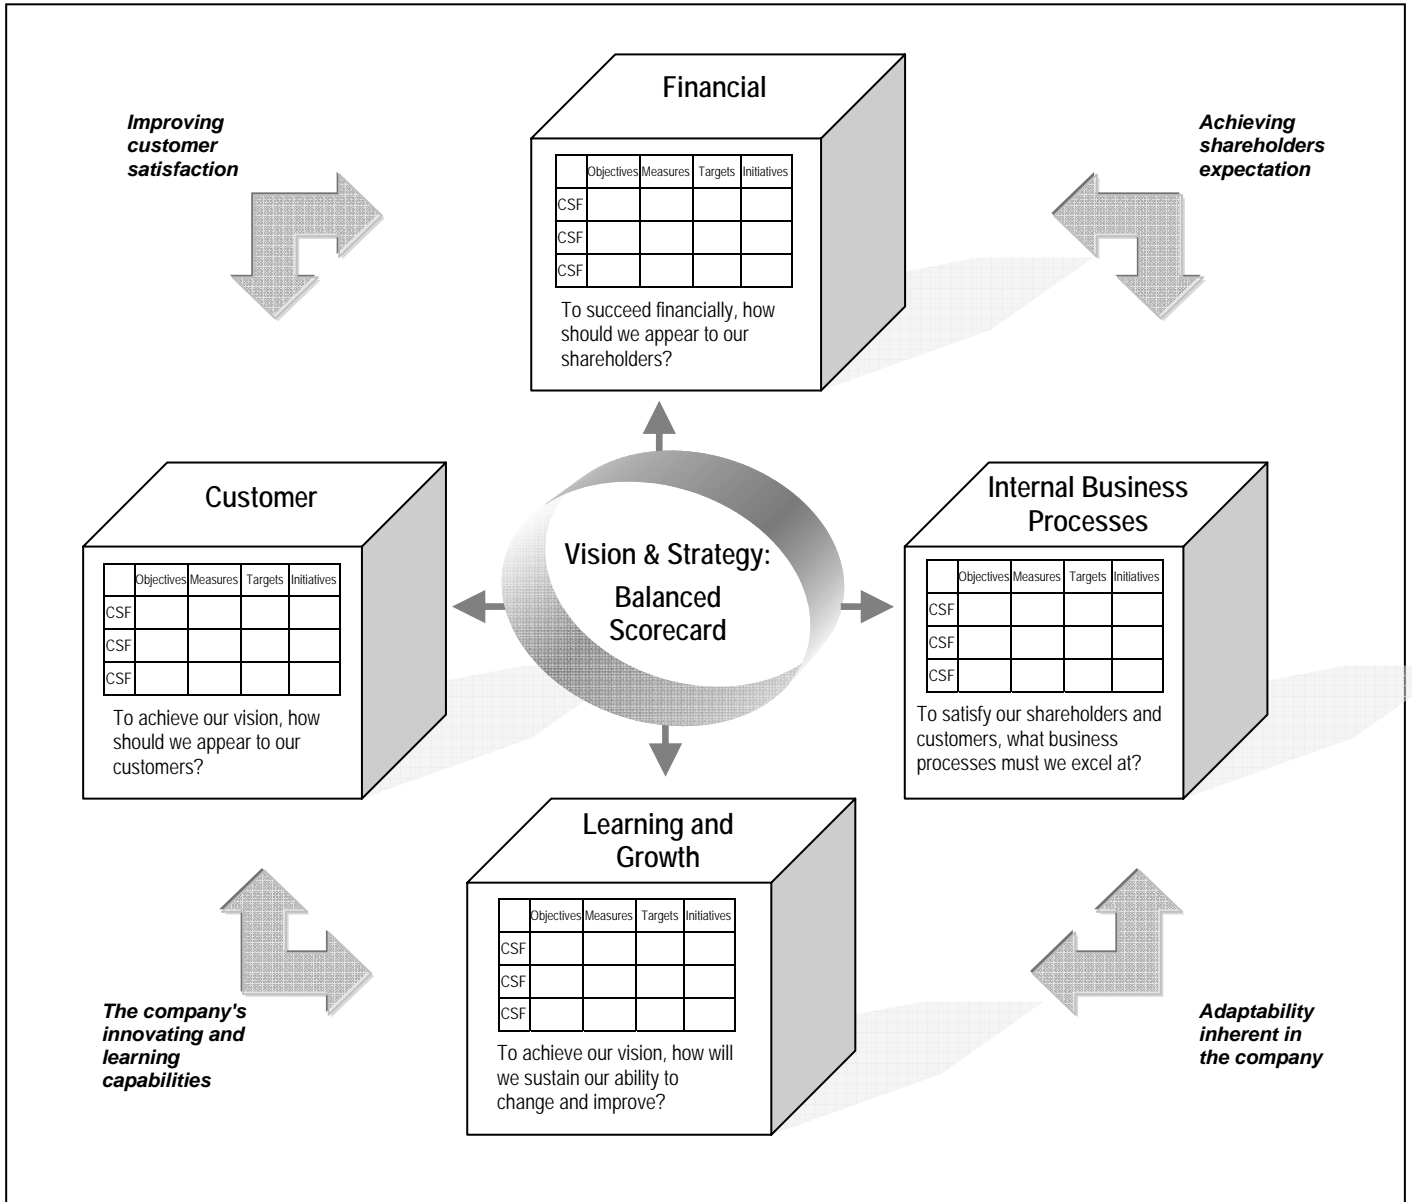 Financial
Improving
customer
satisfaction
Achieving
shareholders
expectation
Objectives Measures Targets Initiatives
CSF
CSF
CSF
To succeed financially, how
should we appear to our
shareholders?
Customer
Objectives Measures Targets Initiatives
CSF
CSF
CSF
To achieve our vision, how
should we appear to our
customers?
Vision & Strategy:
Balanced
Scorecard
Internal Business
Processes
Objectives Measures Targets Initiatives
CSF
CSF
CSF
To satisfy our shareholders and
customers, what business
processes must we excel at?
Learning and
Growth
Objectives Measures Targets Initiatives
CSF
CSF
CSF
To achieve our vision, how will
we sustain our ability to
change and improve?
The company's
innovating and
learning
capabilities
Adaptability
inherent in
the company